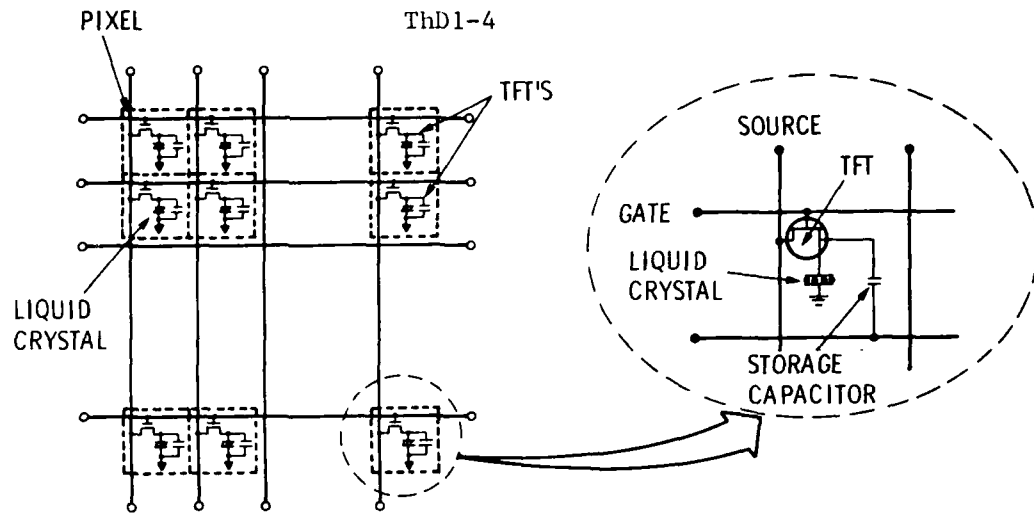 ThD1-4
PIXEL
TFT'S
LIQUID
CRYSTAL
SOURCE
TFT
GATE
LIQUID
CRYSTAL
STORAGE
CAPACITOR